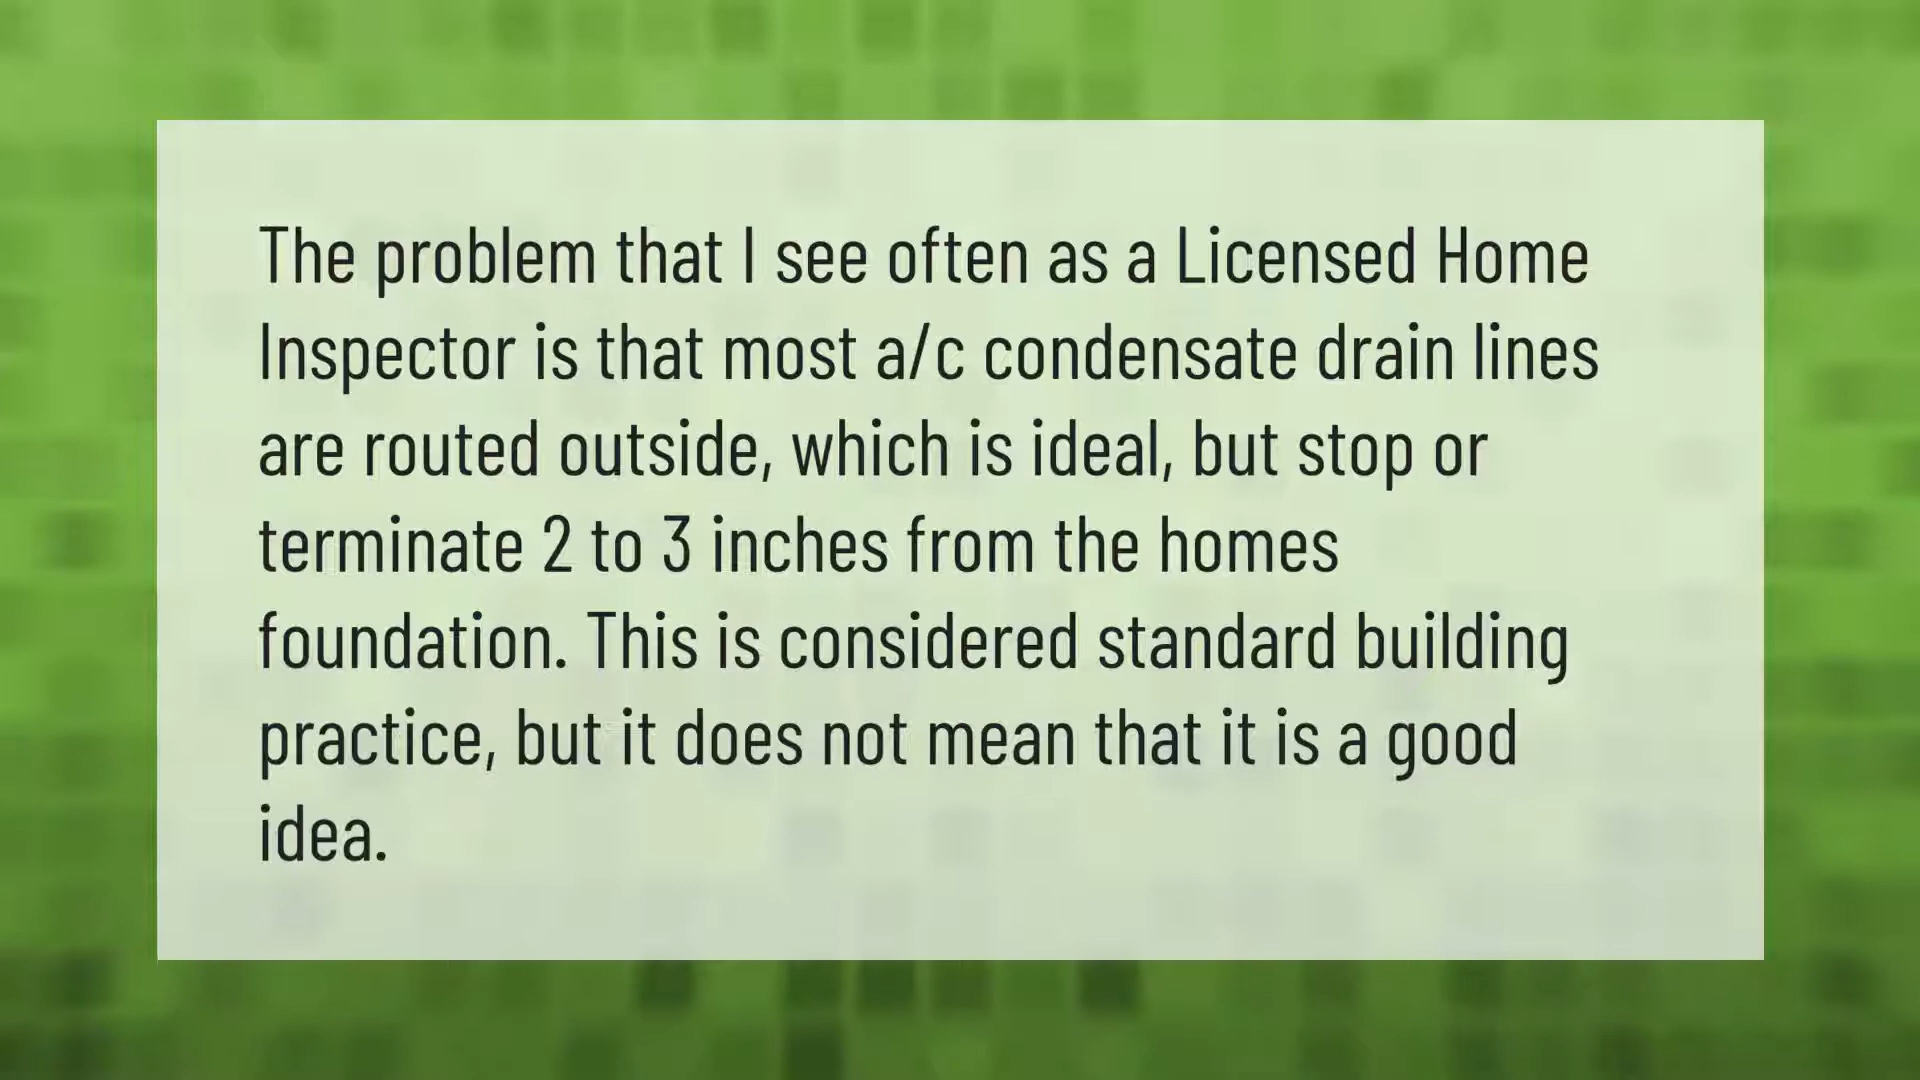 The problem that I see often as a Licensed Home
Inspector is that most a/c condensate drain lines
are routed outside, which is ideal, but stop or
terminate 2 to 3 inches from the homes
foundation. This is considered standard building
practice, but it does not mean that it is a good
idea.